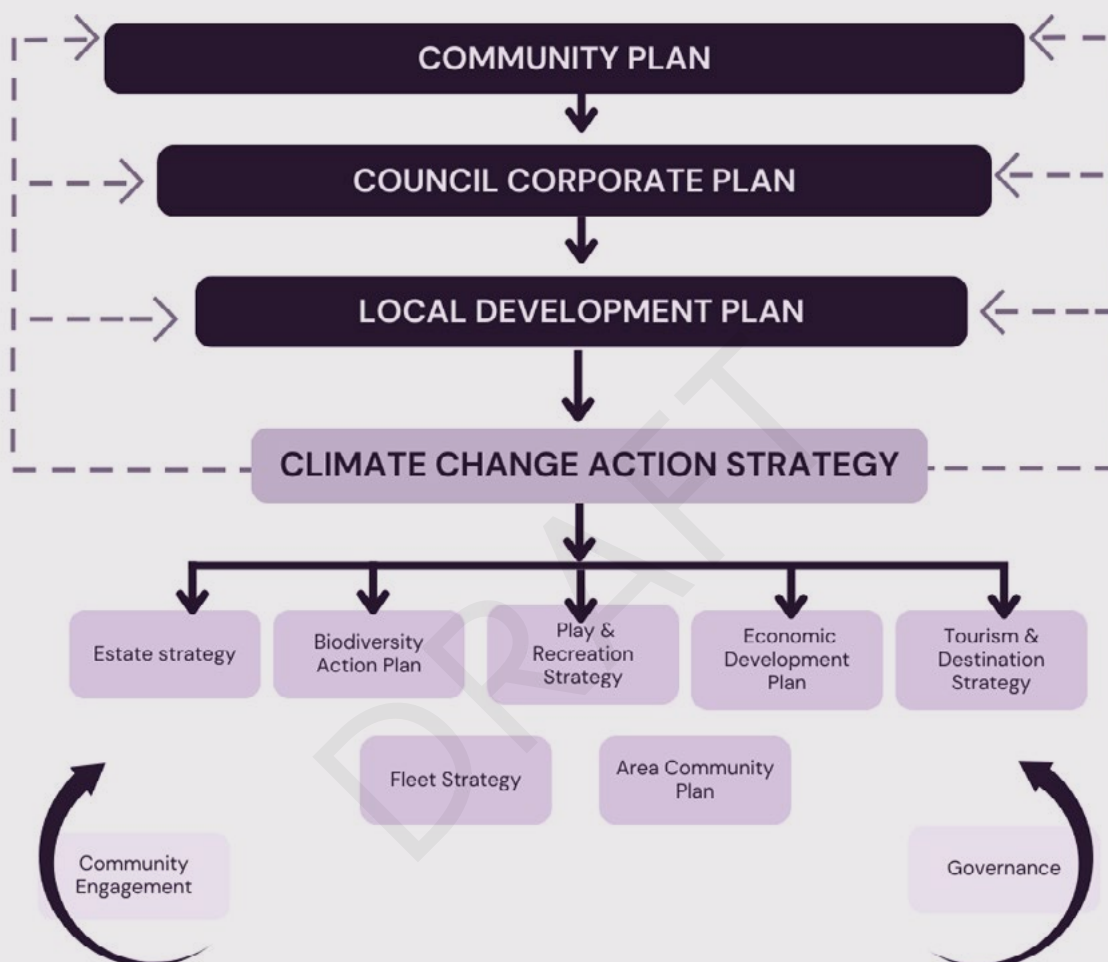 COMMUNITY PLAN
COUNCIL CORPORATE PLAN
LOCAL DEVELOPMENT PLAN
CLIMATE CHANGE ACTION STRATEGY
Estate strategy
Biodiversity
Action Plan
Play &
Recreation
Strategy
Economic
Development
Plan
Tourism &
Destination
Strategy
Fleet Strategy
Area Community
Plan
Community
Engagement
Governance
DRAFT